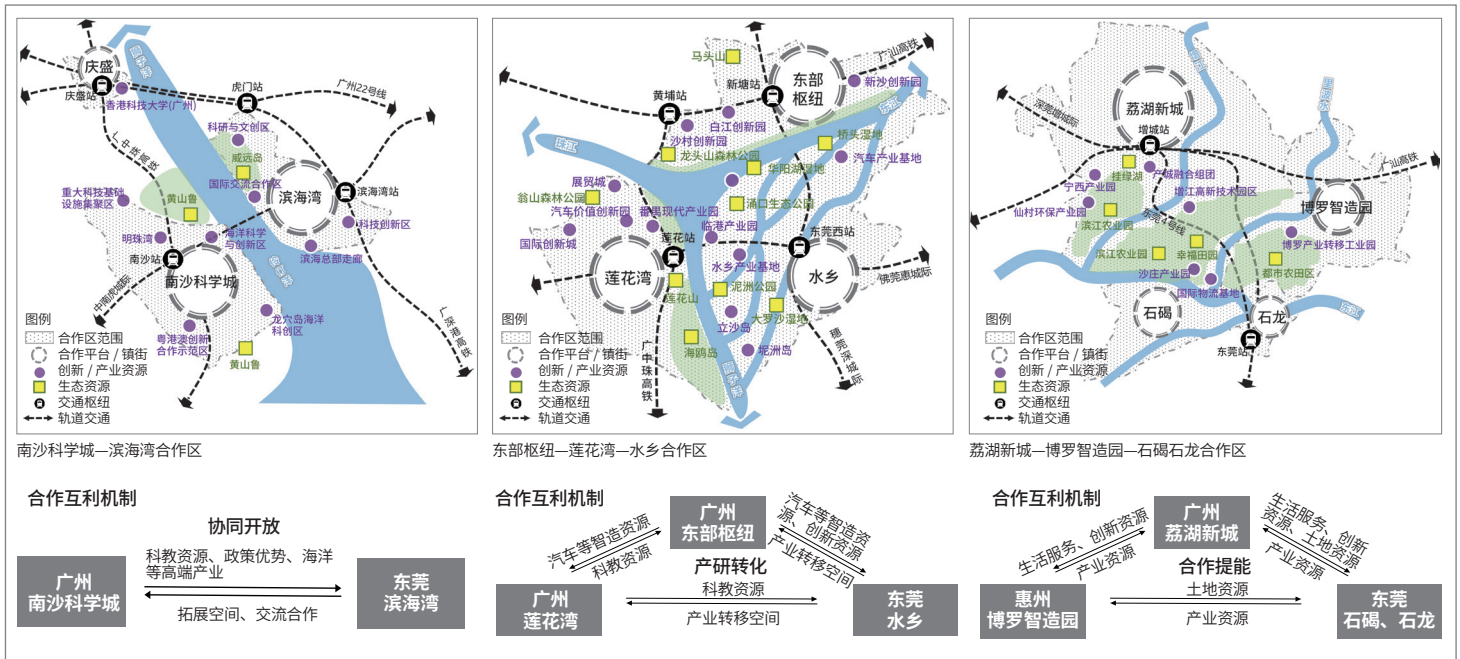 庆盛
庆盛站
香港科技大学(广州)
虎门站
广州22号线
科研与文创区
威远岛
国际交流合作区
广中珠高铁
重大科技基础
设施集聚区
黄山鲁
滨海湾
滨海湾站
科技创新区
明珠湾
海洋科学
与创新区
滨海总部走廊
南沙站
南沙科学城
中南虎城际
龙穴岛海洋
科创区
粤港澳创新
合作示范区
黄山鲁
广深港高铁
图例
合作区范围
合作平台/镇街
创新/产业资源
生态资源
交通枢纽
轨道交通
南沙科学城—滨海湾合作区
马头山
新塘站
东部
枢纽
广汕高铁
新沙创新园
黄埔站
白江创新园
沙村创新园
珠江
珠江
桥头湿地
龙头山森林公园
华阳湖湿地
汽车产业基地
展贸城
翁山森林公园
汽车价值创新园
番禺现代产业园
涌口生态公园
国际创新城
临港产业园
莲花站
东莞西站
莲花湾
水乡产业基地
水乡
佛莞惠城际
莲花山
泥洲公园
大罗沙湿地
立沙岛
海鸥岛
坭洲岛
穗莞深城际
广中珠高铁
图例
合作区范围
合作平台/镇街
创新/产业资源
生态资源
交通枢纽
轨道交通
东部枢纽—莲花湾—水乡合作区
荔湖新城
深莞增城际
增城站
广汕高铁
挂绿湖
产城融合组团
宁西产业园
增江高新技术园区
仙村环保产业园
滨江农业园
博罗智造园
东莞4号线
博罗产业转移工业园
滨江农业园
幸福田园
都市农田区
沙庄产业园
国际物流基地
石碣
石龙
东江
东莞站
图例
合作区范围
合作平台/镇街
创新/产业资源
生态资源
交通枢纽
轨道交通
荔湖新城—博罗智造园—石碣石龙合作区
合作互利机制
协同开放
广州
南沙科学城
科教资源、政策优势、海洋
等高端产业
拓展空间、交流合作
东莞
滨海湾
合作互利机制
广州
东部枢纽
汽车等智造资源
科教资源
汽车等智造资
源、创新资源
产业转移空间
产研转化
广州
莲花湾
科教资源
产业转移空间
东莞
水乡
合作互利机制
广州
荔湖新城
生活服务、创新资源
产业资源
生活服务、创新
资源、土地资源
产业资源
合作提能
惠州
博罗智造园
土地资源
产业资源
东莞
石碣、石龙